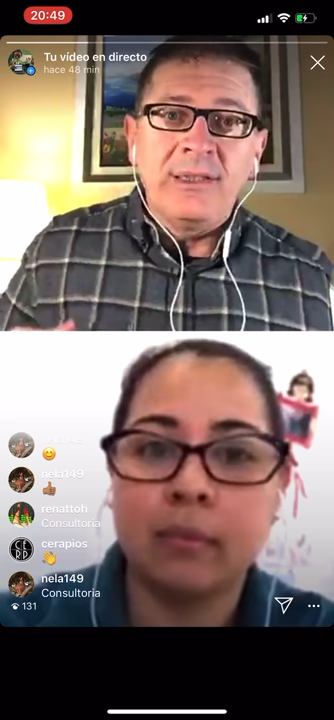 20:49
Tu vídeo en directo
hace 48 min
😊
nela149
👍🏽
renattoh
Consultoria
cerapios
👏
nela149
Consultoria
131